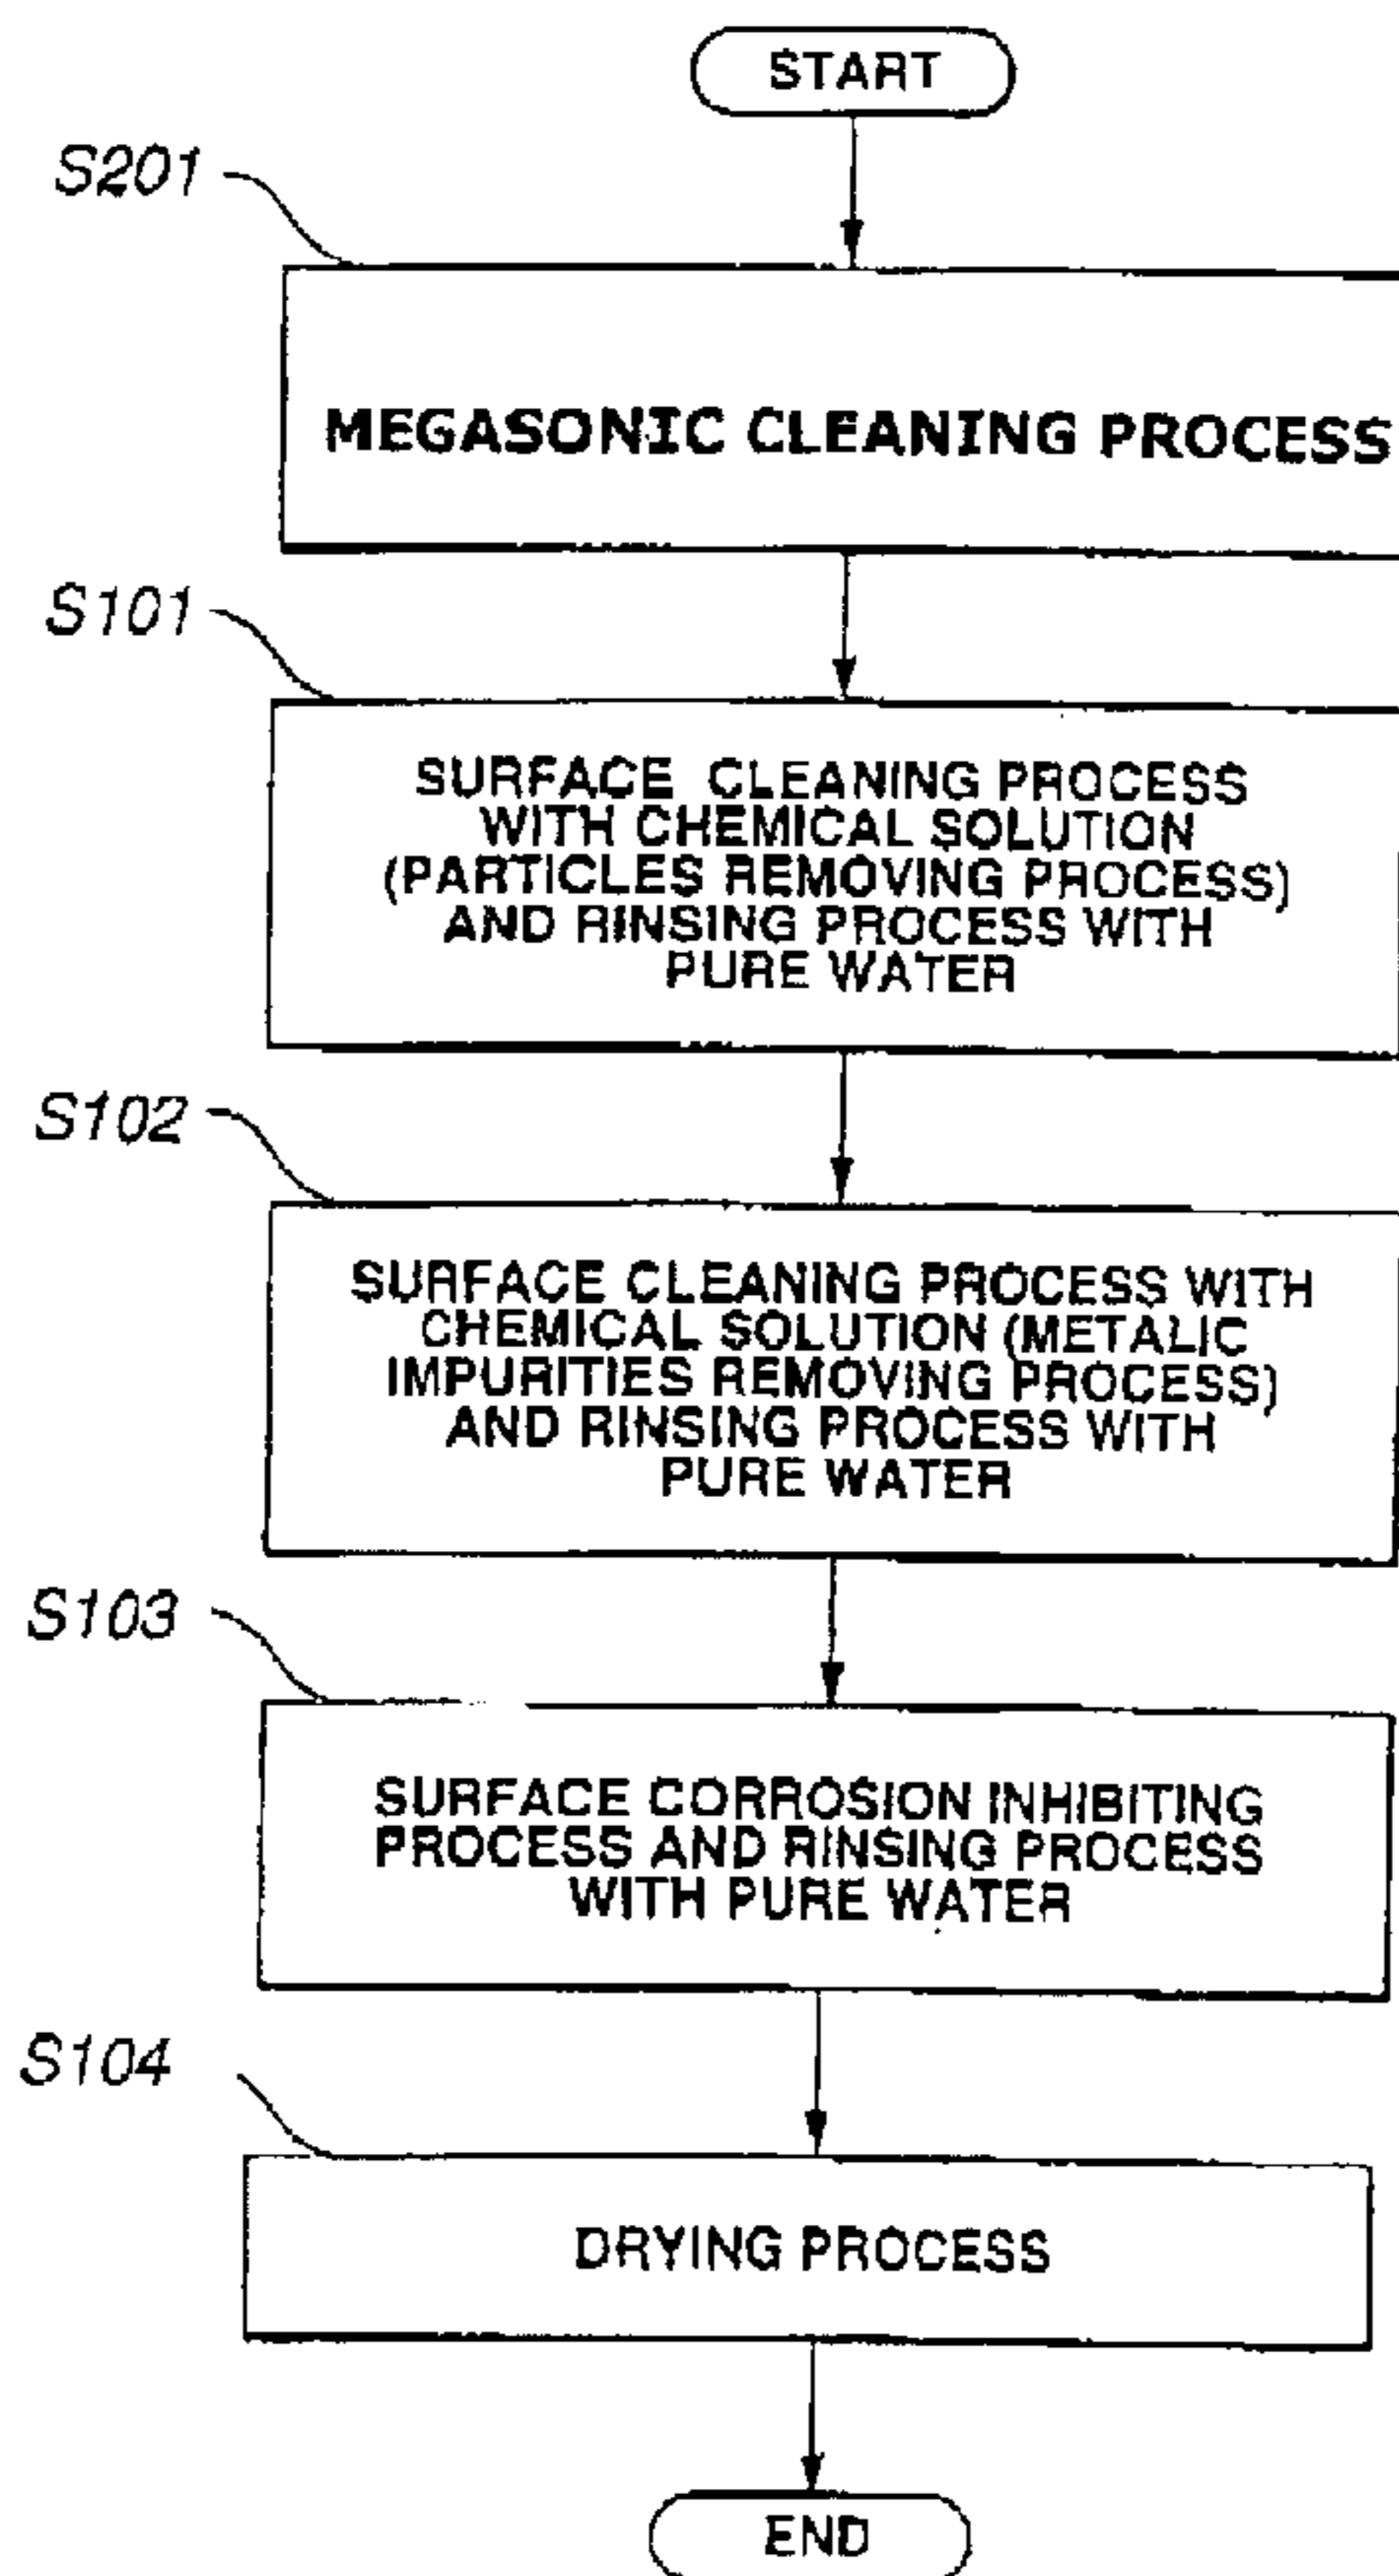 START
S201
MEGASONIC CLEANING PROCESS
S101
SURFACE CLEANING PROCESS
WITH CHEMICAL SOLUTION
(PARTICLES REMOVING PROCESS)
AND RINSING PROCESS WITH
PURE WATER
S102
SURFACE CLEANING PROCESS WITH
CHEMICAL SOLUTION (METALIC
IMPURITIES REMOVING PROCESS)
AND RINSING PROCESS WITH
PURE WATER
S103
SURFACE CORROSION INHIBITING
PROCESS AND RINSING PROCESS
WITH PURE WATER
S104
DRYING PROCESS
END